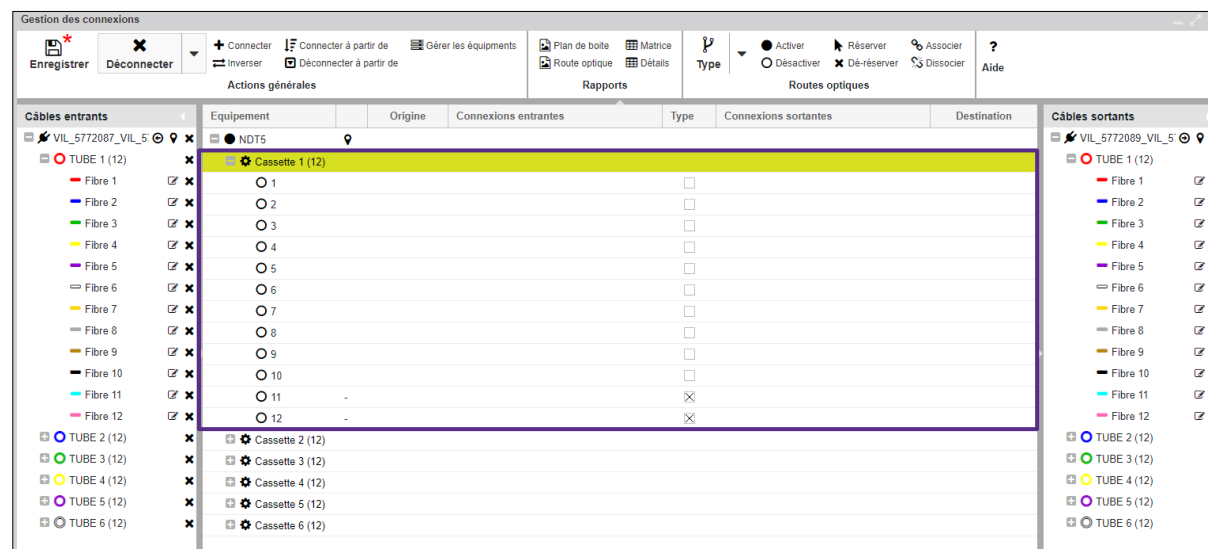 Gestion des connexions
Enregistrer
Déconnecter
Connecter
Connecter à partir de
Gérer les équipements
Inverser
Déconnecter à partir de
Actions générales
Plan de boite
Matrice
Route optique
Détails
Rapports
Type
Activer
Réserver
Associer
Désactiver
Dé-réserver
Dissocier
Routes optiques
?
Aide
Câbles entrants
VIL_5772087_VIL_5
TUBE 1 (12)
Fibre 1
Fibre 2
Fibre 3
Fibre 4
Fibre 5
Fibre 6
Fibre 7
Fibre 8
Fibre 9
Fibre 10
Fibre 11
Fibre 12
TUBE 2 (12)
TUBE 3 (12)
TUBE 4 (12)
TUBE 5 (12)
TUBE 6 (12)
Equipement Origine Connexions entrantes Type Connexions sortantes Destination
NDT5
Cassette 1 (12)
1
2
3
4
5
6
7
8
9
10
11 -
12 -
Cassette 2 (12)
Cassette 3 (12)
Cassette 4 (12)
Cassette 5 (12)
Cassette 6 (12)
Câbles sortants
VIL_5772089_VIL_5
TUBE 1 (12)
Fibre 1
Fibre 2
Fibre 3
Fibre 4
Fibre 5
Fibre 6
Fibre 7
Fibre 8
Fibre 9
Fibre 10
Fibre 11
Fibre 12
TUBE 2 (12)
TUBE 3 (12)
TUBE 4 (12)
TUBE 5 (12)
TUBE 6 (12)